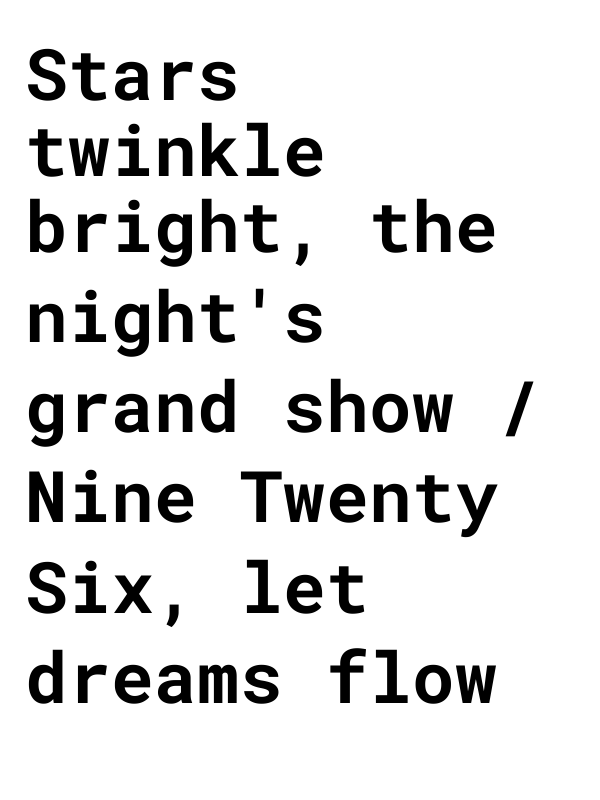 Stars
twinkle
bright, the
night's
grand show /
Nine Twenty
Six, let
dreams flow